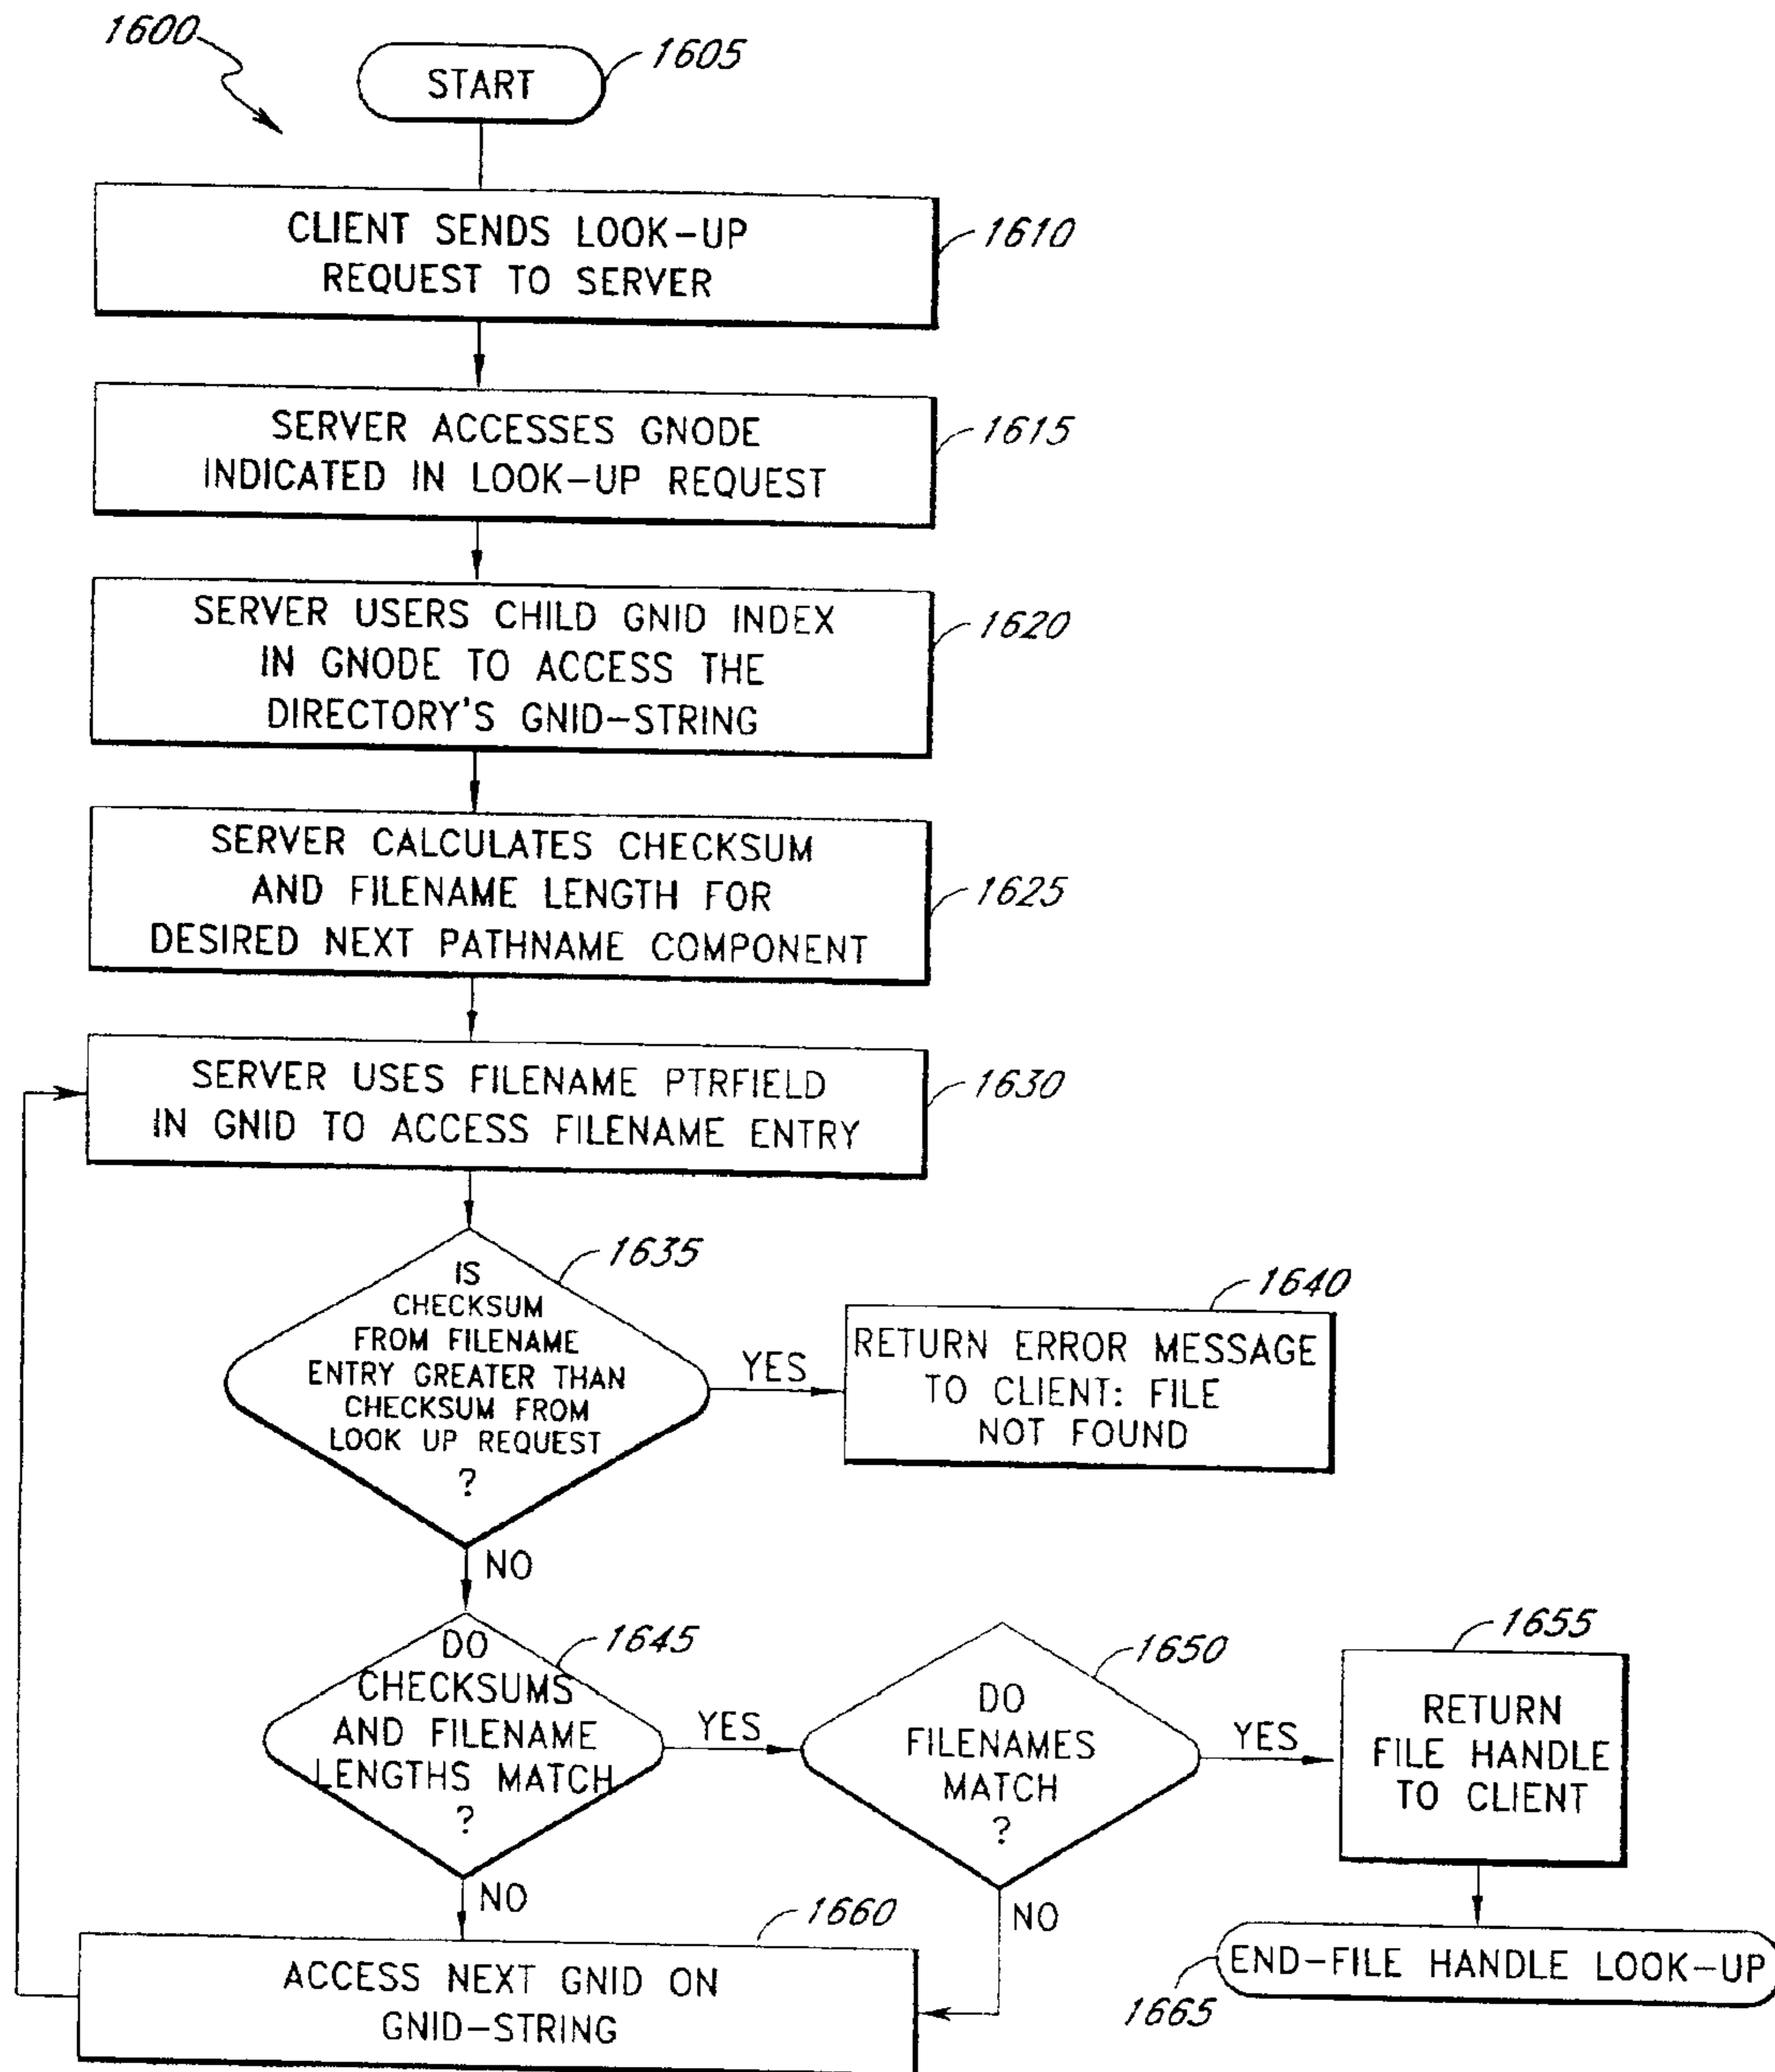 1600
START
1605
CLIENT SENDS LOOK-UP
REQUEST TO SERVER
1610
SERVER ACCESSES GNODE
INDICATED IN LOOK-UP REQUEST
1615
SERVER USERS CHILD GNID INDEX
IN GNODE TO ACCESS THE
DIRECTORY'S GNID-STRING
1620
SERVER CALCULATES CHECKSUM
AND FILENAME LENGTH FOR
DESIRED NEXT PATHNAME COMPONENT
1625
SERVER USES FILENAME PTRFIELD
IN GNID TO ACCESS FILENAME ENTRY
1630
IS
CHECKSUM
FROM FILENAME
ENTRY GREATER THAN
CHECKSUM FROM
LOOK UP REQUEST
?
1635
YES
RETURN ERROR MESSAGE
TO CLIENT: FILE
NOT FOUND
1640
NO
DO
CHECKSUMS
AND FILENAME
LENGTHS MATCH
?
1645
YES
DO
FILENAMES
MATCH
?
1650
YES
RETURN
FILE HANDLE
TO CLIENT
1655
NO
NO
ACCESS NEXT GNID ON
GNID-STRING
1660
END-FILE HANDLE LOOK-UP
1665